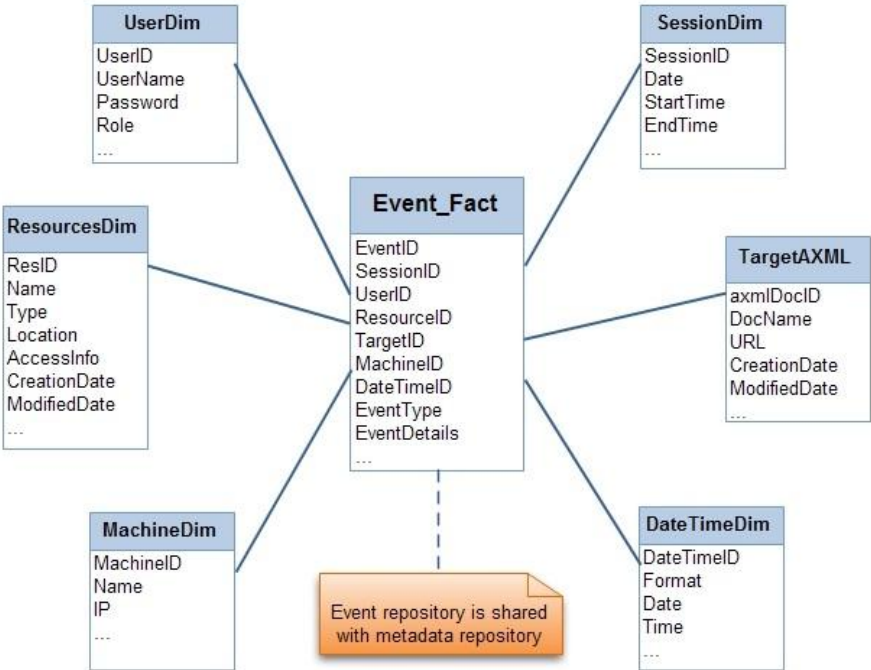 UserDim
UserID
UserName
Password
Role
...
SessionDim
SessionID
Date
StartTime
EndTime
...
Event_Fact
EventID
SessionID
UserID
ResourceID
TargetID
MachineID
DateTimeID
EventType
EventDetails
...
ResourcesDim
ResID
Name
Type
Location
AccessInfo
CreationDate
ModifiedDate
...
TargetAXML
axmlDocID
DocName
URL
CreationDate
ModifiedDate
...
MachineDim
MachineID
Name
IP
...
Event repository is shared
with metadata repository
DateTimeDim
DateTimeID
Format
Date
Time
...